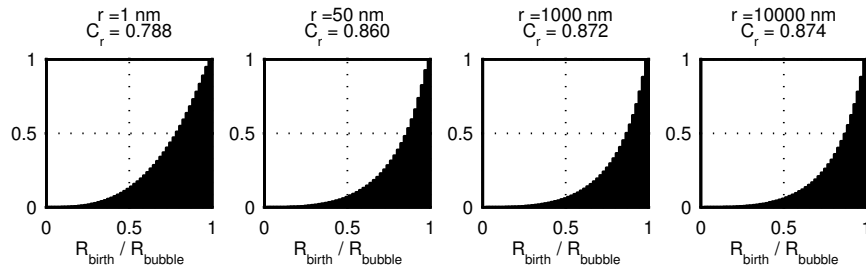 r =1 nm
C_r = 0.788
1
0.5
0
0
0.5
1
R_birth / R_bubble
r =50 nm
C_r = 0.860
1
0.5
0
0
0.5
1
R_birth / R_bubble
r =1000 nm
C_r = 0.872
1
0.5
0
0
0.5
1
R_birth / R_bubble
r =10000 nm
C_r = 0.874
1
0.5
0
0
0.5
1
R_birth / R_bubble